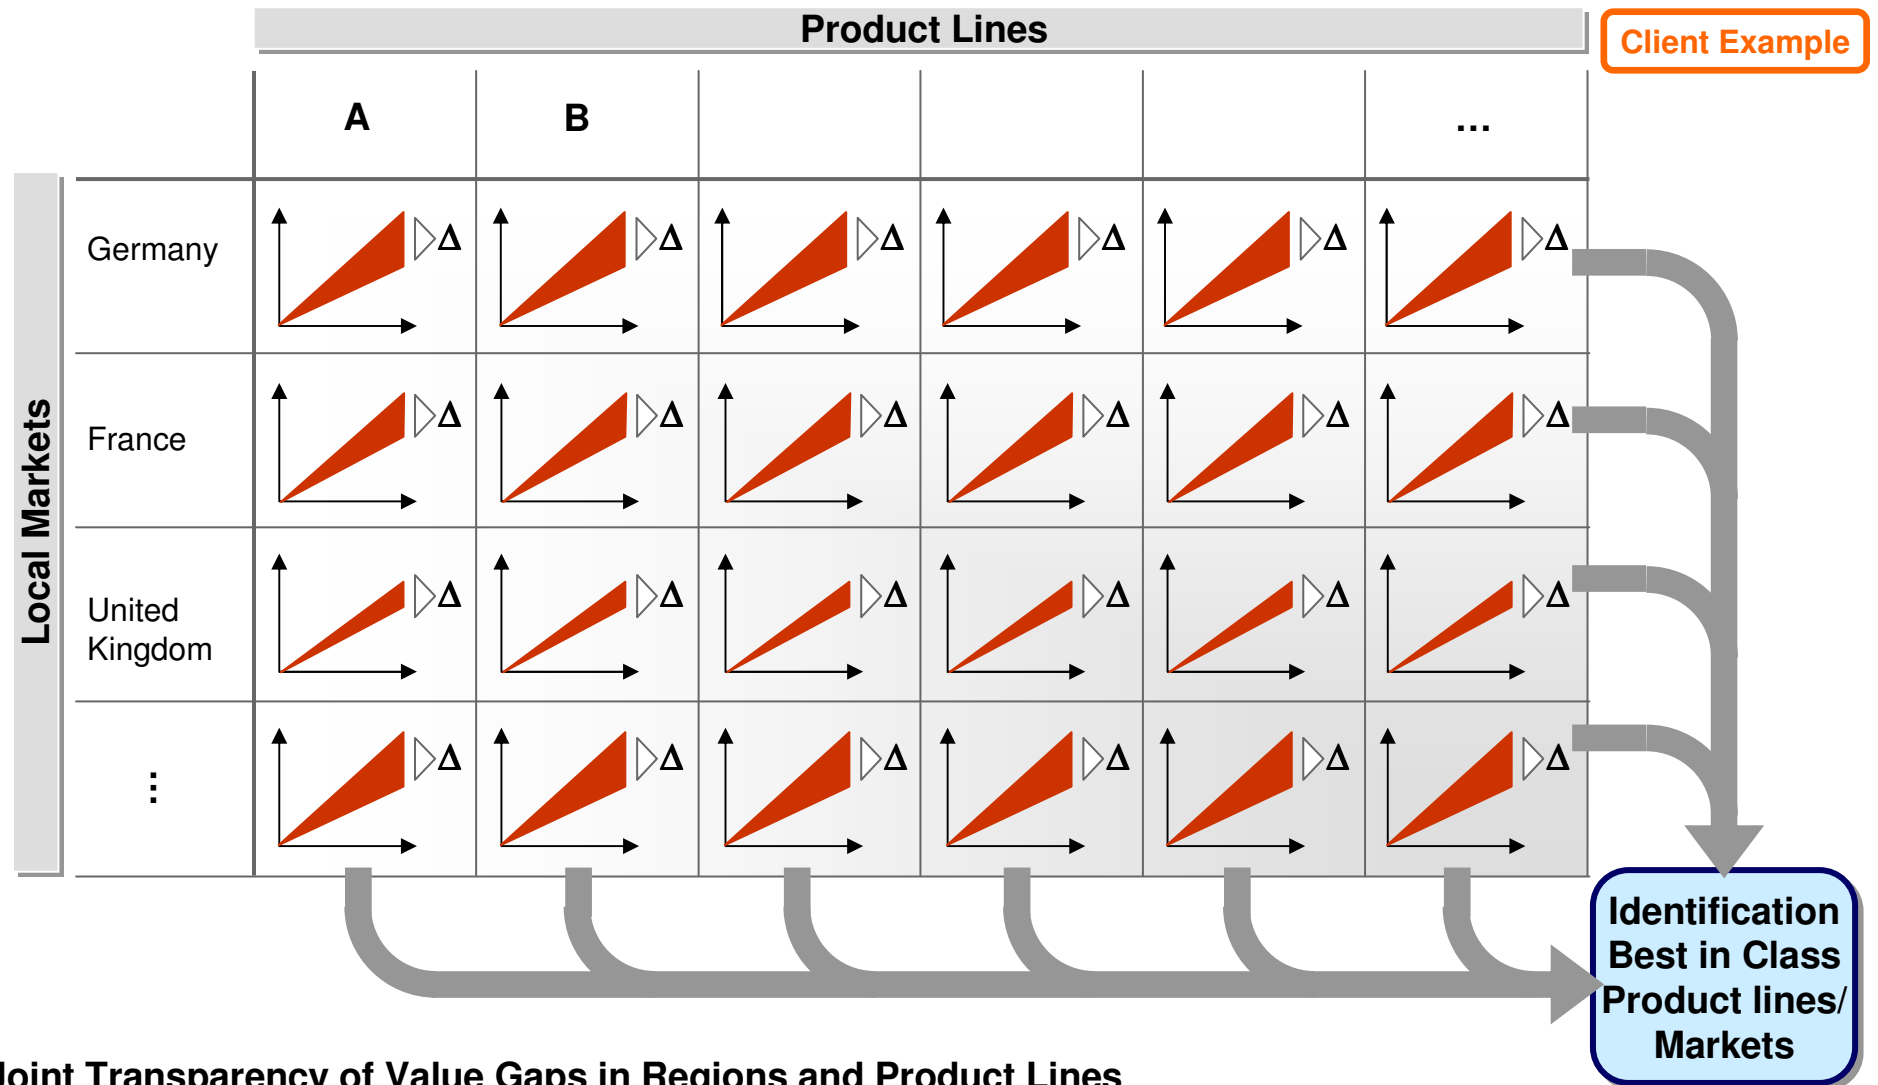 Product Lines
Client Example
A
B
...
Local Markets
Germany
Δ Δ Δ Δ Δ Δ
France
Δ Δ Δ Δ Δ Δ
United
Kingdom
Δ Δ Δ Δ Δ Δ
⋮
Δ Δ Δ Δ Δ Δ
Identification
Best in Class
Product lines/
Markets
Joint Transparency of Value Gaps in Regions and Product Lines